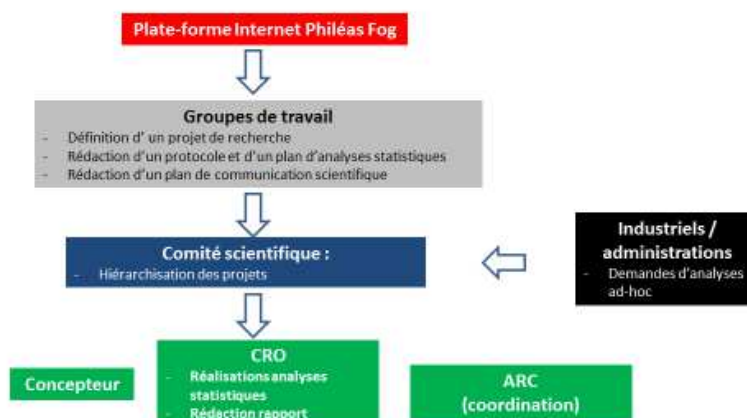 Plate-forme Internet Philéas Fog
Groupes de travail
- Définition d' un projet de recherche
- Rédaction d'un protocole et d'un plan d'analyses statistiques
- Rédaction d'un plan de communication scientifique
Comité scientifique :
- Hiérarchisation des projets
Industriels /
administrations
- Demandes d'analyses
ad-hoc
Concepteur
CRO
- Réalisations analyses
statistiques
- Rédaction rapport
ARC
(coordination)